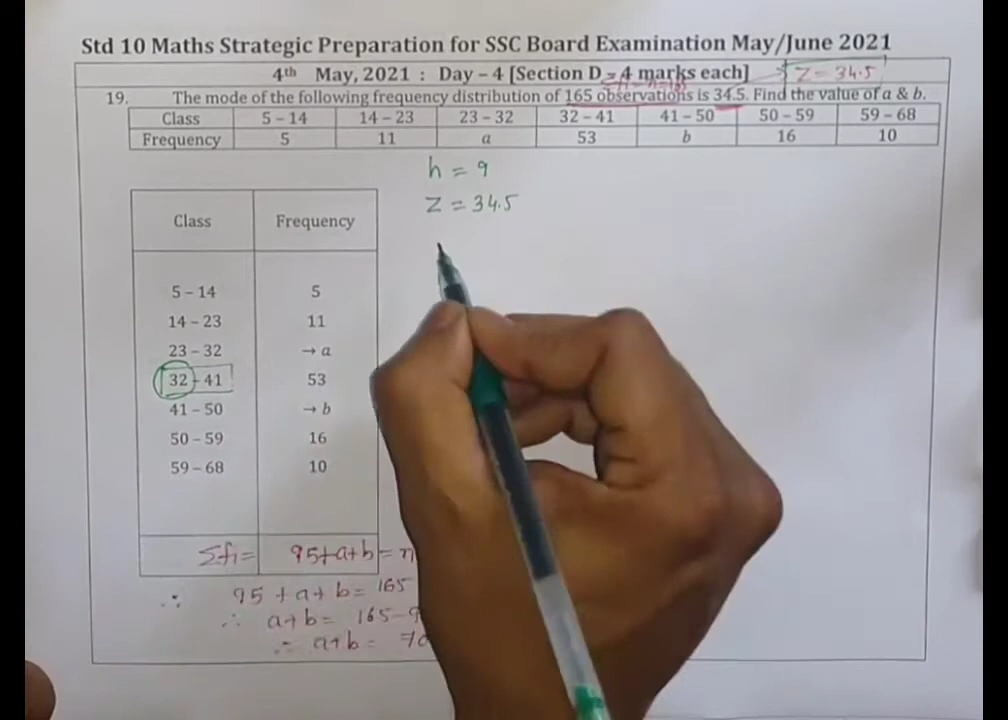 Std 10 Maths Strategic Preparation for SSC Board Examination May/June 2021
4th May, 2021 : Day – 4 [Section D – 4 marks each] Z = 34.5
19. The mode of the following frequency distribution of 165 observations is 34.5. Find the value of a & b.
Class 5 – 14 14 – 23 23 – 32 32 – 41 41 – 50 50 – 59 59 – 68
Frequency 5 11 a 53 b 16 10
h = 9
Z = 34.5
Class Frequency
5 – 14 5
14 – 23 11
23 – 32 → a
32 – 41 53
41 – 50 → b
50 – 59 16
59 – 68 10
Σfi = 95+a+b = n
∴ 95 + a + b = 165
∴ a+b = 165 – 9
∴ a+b = 70